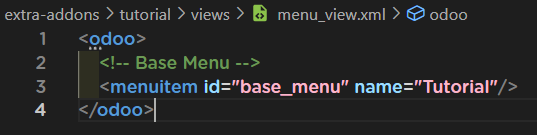 extra-addons > tutorial > views > menu_view.xml > odoo
1 <odoo>
2 <!-- Base Menu -->
3 <menuitem id="base_menu" name="Tutorial"/>
4 </odoo>